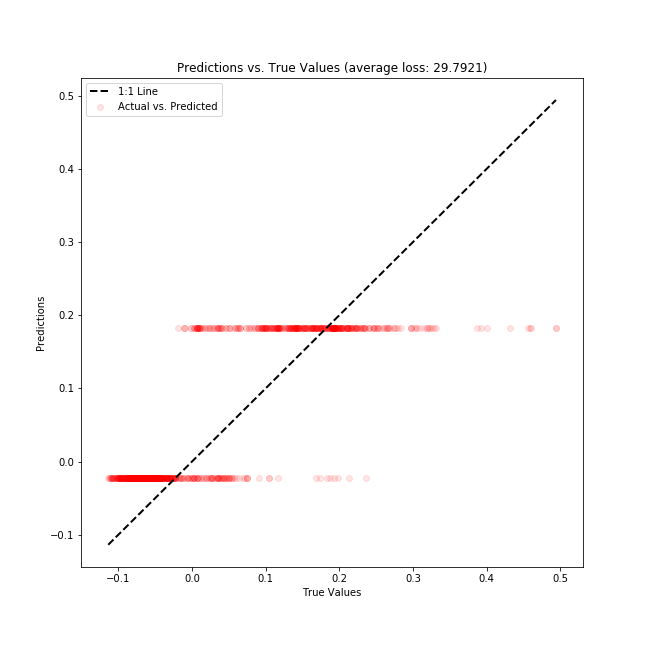 Predictions vs. True Values (average loss: 29.7921)
1:1 Line
Actual vs. Predicted
0.5
0.4
0.3
0.2
0.1
0.0
−0.1
Predictions
−0.1 0.0 0.1 0.2 0.3 0.4 0.5
True Values